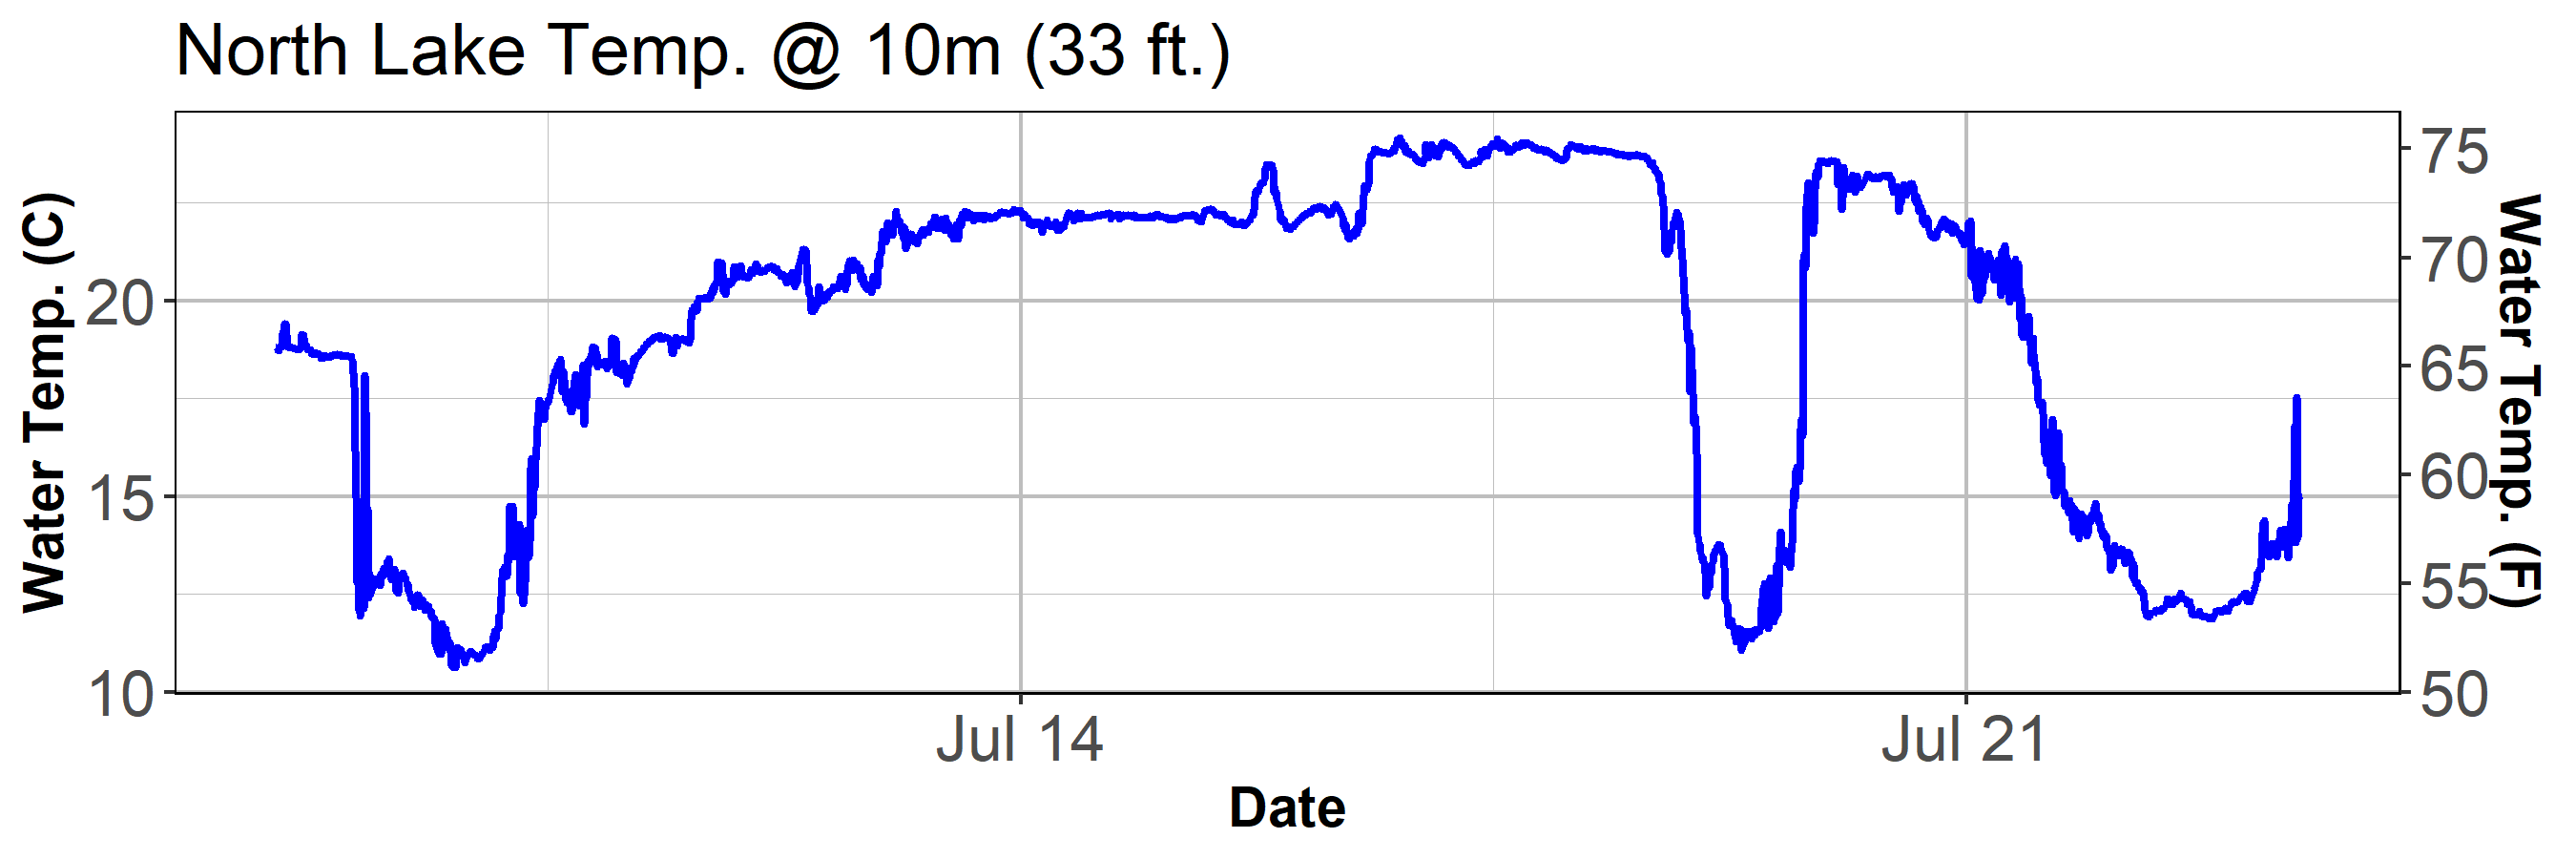 North Lake Temp. @ 10m (33 ft.)
Water Temp. (C)
20
15
10
75
70
65
60
55
50
Water Temp. (F)
Jul 14
Jul 21
Date